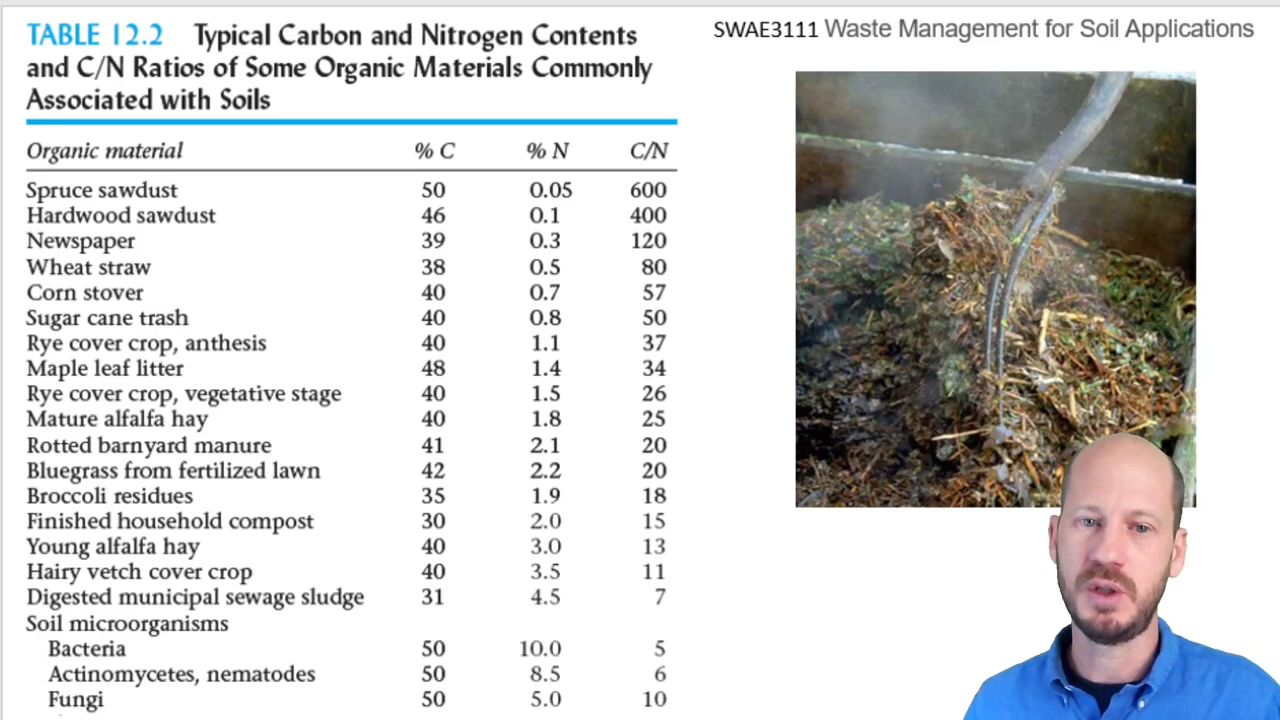 TABLE 12.2 Typical Carbon and Nitrogen Contents
and C/N Ratios of Some Organic Materials Commonly
Associated with Soils
Organic material % C % N C/N
Spruce sawdust 50 0.05 600
Hardwood sawdust 46 0.1 400
Newspaper 39 0.3 120
Wheat straw 38 0.5 80
Corn stover 40 0.7 57
Sugar cane trash 40 0.8 50
Rye cover crop, anthesis 40 1.1 37
Maple leaf litter 48 1.4 34
Rye cover crop, vegetative stage 40 1.5 26
Mature alfalfa hay 40 1.8 25
Rotted barnyard manure 41 2.1 20
Bluegrass from fertilized lawn 42 2.2 20
Broccoli residues 35 1.9 18
Finished household compost 30 2.0 15
Young alfalfa hay 40 3.0 13
Hairy vetch cover crop 40 3.5 11
Digested municipal sewage sludge 31 4.5 7
Soil microorganisms
Bacteria 50 10.0 5
Actinomycetes, nematodes 50 8.5 6
Fungi 50 5.0 10
SWAE3111 Waste Management for Soil Applications